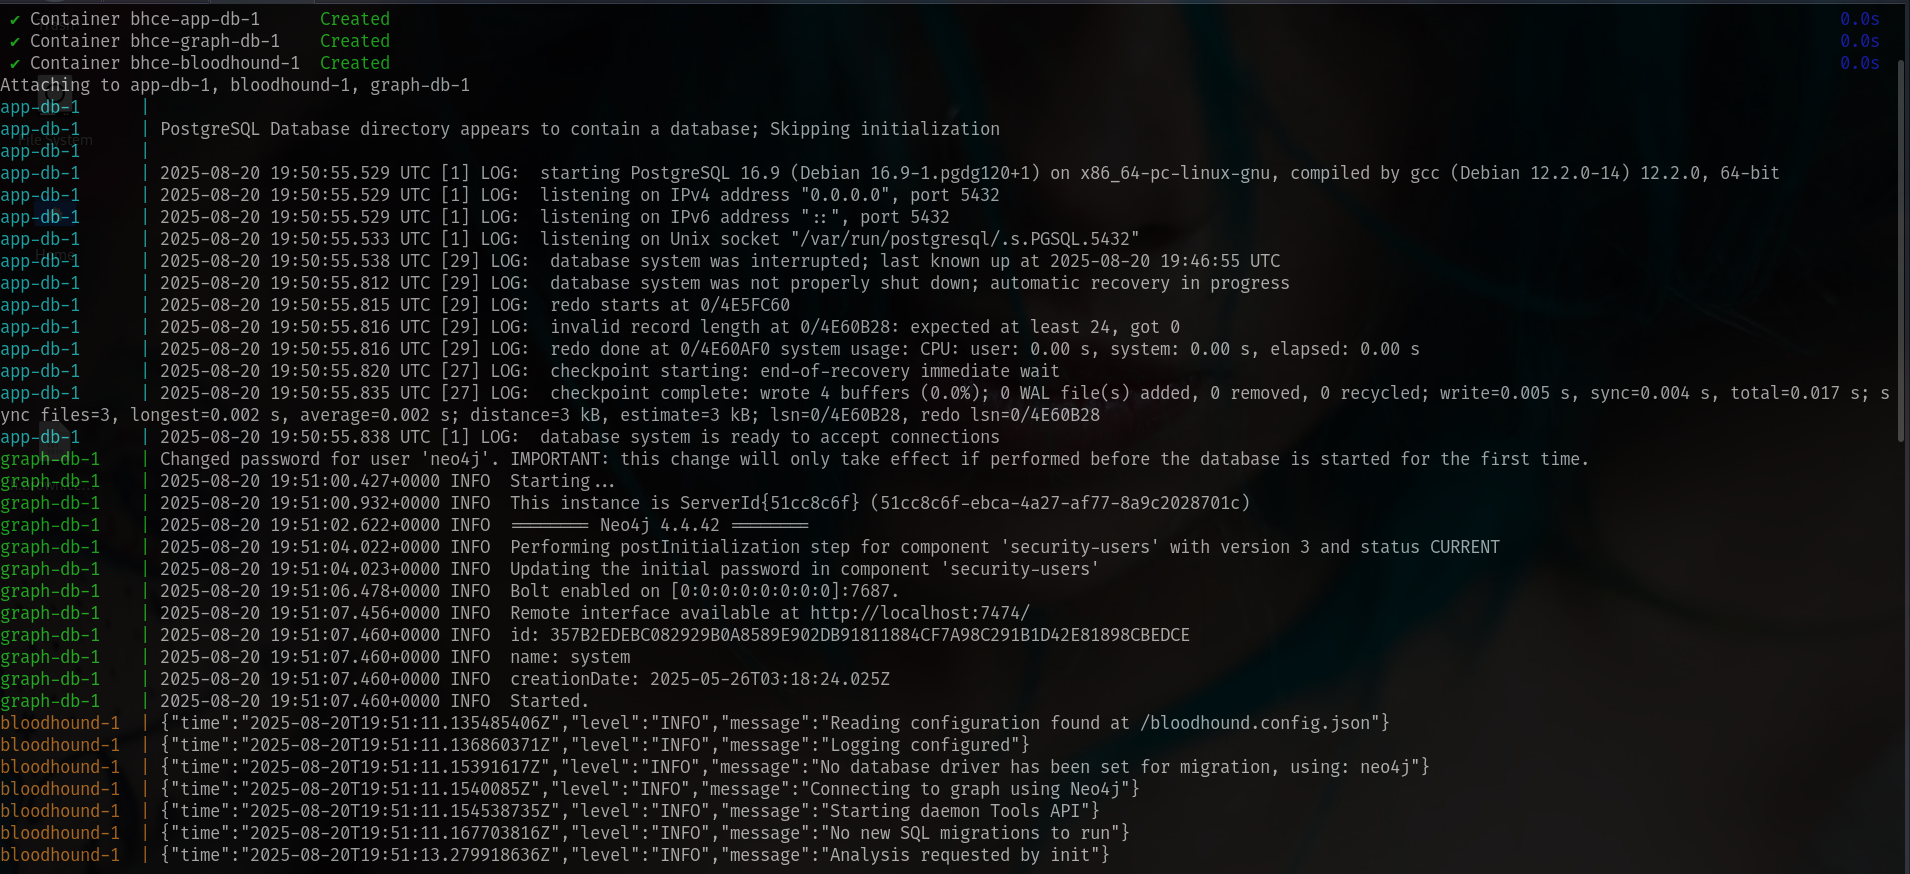 ✔ Container bhce-app-db-1      Created      0.0s
✔ Container bhce-graph-db-1    Created      0.0s
✔ Container bhce-bloodhound-1  Created      0.0s
Attaching to app-db-1, bloodhound-1, graph-db-1
app-db-1      |
app-db-1      | PostgreSQL Database directory appears to contain a database; Skipping initialization
app-db-1      |
app-db-1      | 2025-08-20 19:50:55.529 UTC [1] LOG:  starting PostgreSQL 16.9 (Debian 16.9-1.pgdg120+1) on x86_64-pc-linux-gnu, compiled by gcc (Debian 12.2.0-14) 12.2.0, 64-bit
app-db-1      | 2025-08-20 19:50:55.529 UTC [1] LOG:  listening on IPv4 address "0.0.0.0", port 5432
app-db-1      | 2025-08-20 19:50:55.529 UTC [1] LOG:  listening on IPv6 address "::", port 5432
app-db-1      | 2025-08-20 19:50:55.533 UTC [1] LOG:  listening on Unix socket "/var/run/postgresql/.s.PGSQL.5432"
app-db-1      | 2025-08-20 19:50:55.538 UTC [29] LOG:  database system was interrupted; last known up at 2025-08-20 19:46:55 UTC
app-db-1      | 2025-08-20 19:50:55.812 UTC [29] LOG:  database system was not properly shut down; automatic recovery in progress
app-db-1      | 2025-08-20 19:50:55.815 UTC [29] LOG:  redo starts at 0/4E5FC60
app-db-1      | 2025-08-20 19:50:55.816 UTC [29] LOG:  invalid record length at 0/4E60B28: expected at least 24, got 0
app-db-1      | 2025-08-20 19:50:55.816 UTC [29] LOG:  redo done at 0/4E60AF0 system usage: CPU: user: 0.00 s, system: 0.00 s, elapsed: 0.00 s
app-db-1      | 2025-08-20 19:50:55.820 UTC [27] LOG:  checkpoint starting: end-of-recovery immediate wait
app-db-1      | 2025-08-20 19:50:55.835 UTC [27] LOG:  checkpoint complete: wrote 4 buffers (0.0%); 0 WAL file(s) added, 0 removed, 0 recycled; write=0.005 s, sync=0.004 s, total=0.017 s; s
ync files=3, longest=0.002 s, average=0.002 s; distance=3 kB, estimate=3 kB; lsn=0/4E60B28, redo lsn=0/4E60B28
app-db-1      | 2025-08-20 19:50:55.838 UTC [1] LOG:  database system is ready to accept connections
graph-db-1    | Changed password for user 'neo4j'. IMPORTANT: this change will only take effect if performed before the database is started for the first time.
graph-db-1    | 2025-08-20 19:51:00.427+0000 INFO  Starting...
graph-db-1    | 2025-08-20 19:51:00.932+0000 INFO  This instance is ServerId{51cc8c6f} (51cc8c6f-ebca-4a27-af77-8a9c2028701c)
graph-db-1    | 2025-08-20 19:51:02.622+0000 INFO  ======== Neo4j 4.4.42 ========
graph-db-1    | 2025-08-20 19:51:04.022+0000 INFO  Performing postInitialization step for component 'security-users' with version 3 and status CURRENT
graph-db-1    | 2025-08-20 19:51:04.023+0000 INFO  Updating the initial password in component 'security-users'
graph-db-1    | 2025-08-20 19:51:06.478+0000 INFO  Bolt enabled on [0:0:0:0:0:0:0:0]:7687.
graph-db-1    | 2025-08-20 19:51:07.456+0000 INFO  Remote interface available at http://localhost:7474/
graph-db-1    | 2025-08-20 19:51:07.460+0000 INFO  id: 357B2EDEBC082929B0A8589E902DB91811884CF7A98C291B1D42E81898CBEDCE
graph-db-1    | 2025-08-20 19:51:07.460+0000 INFO  name: system
graph-db-1    | 2025-08-20 19:51:07.460+0000 INFO  creationDate: 2025-05-26T03:18:24.025Z
graph-db-1    | 2025-08-20 19:51:07.460+0000 INFO  Started.
bloodhound-1  | {"time":"2025-08-20T19:51:11.135485406Z","level":"INFO","message":"Reading configuration found at /bloodhound.config.json"}
bloodhound-1  | {"time":"2025-08-20T19:51:11.136860371Z","level":"INFO","message":"Logging configured"}
bloodhound-1  | {"time":"2025-08-20T19:51:11.15391617Z","level":"INFO","message":"No database driver has been set for migration, using: neo4j"}
bloodhound-1  | {"time":"2025-08-20T19:51:11.1540085Z","level":"INFO","message":"Connecting to graph using Neo4j"}
bloodhound-1  | {"time":"2025-08-20T19:51:11.154538735Z","level":"INFO","message":"Starting daemon Tools API"}
bloodhound-1  | {"time":"2025-08-20T19:51:11.167703816Z","level":"INFO","message":"No new SQL migrations to run"}
bloodhound-1  | {"time":"2025-08-20T19:51:13.279918636Z","level":"INFO","message":"Analysis requested by init"}